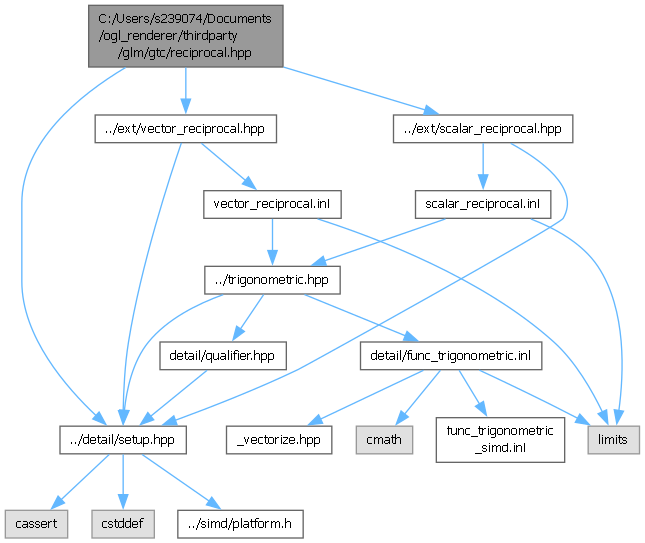 C:/Users/s239074/Documents
/ogl_renderer/thirdparty
/glm/gtc/reciprocal.hpp
../ext/vector_reciprocal.hpp
../ext/scalar_reciprocal.hpp
vector_reciprocal.inl
scalar_reciprocal.inl
../trigonometric.hpp
detail/qualifier.hpp
detail/func_trigonometric.inl
../detail/setup.hpp
_vectorize.hpp
cmath
func_trigonometric
_simd.inl
limits
cassert
cstddef
../simd/platform.h